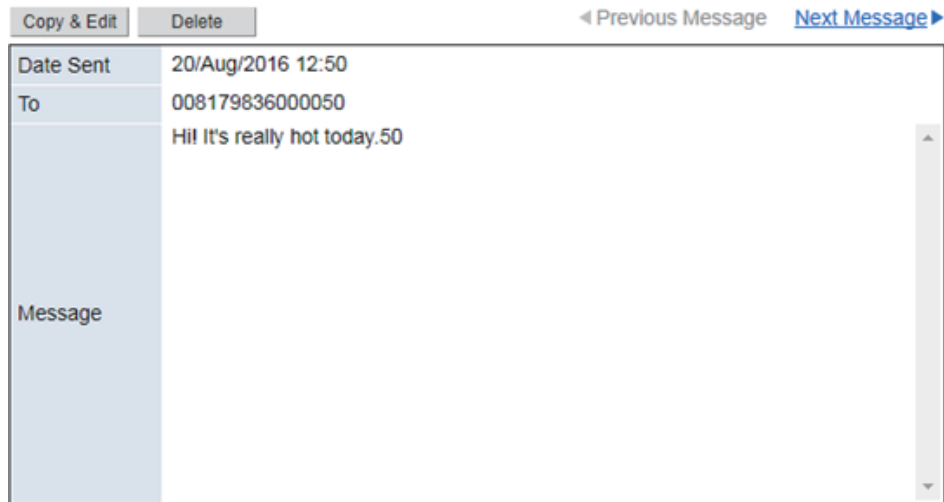 Copy & Edit Delete ◀Previous Message Next Message▶
Date Sent 20/Aug/2016 12:50
To 008179836000050
Hi! It's really hot today.50
Message